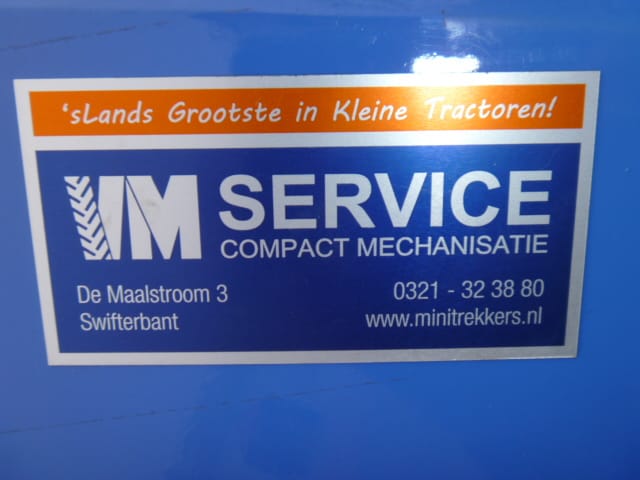 'sLands Grootste in Kleine Tractoren!
VM SERVICE
COMPACT MECHANISATIE
De Maalstroom 3
Swifterbant
0321 - 32 38 80
www.minitrekkers.nl